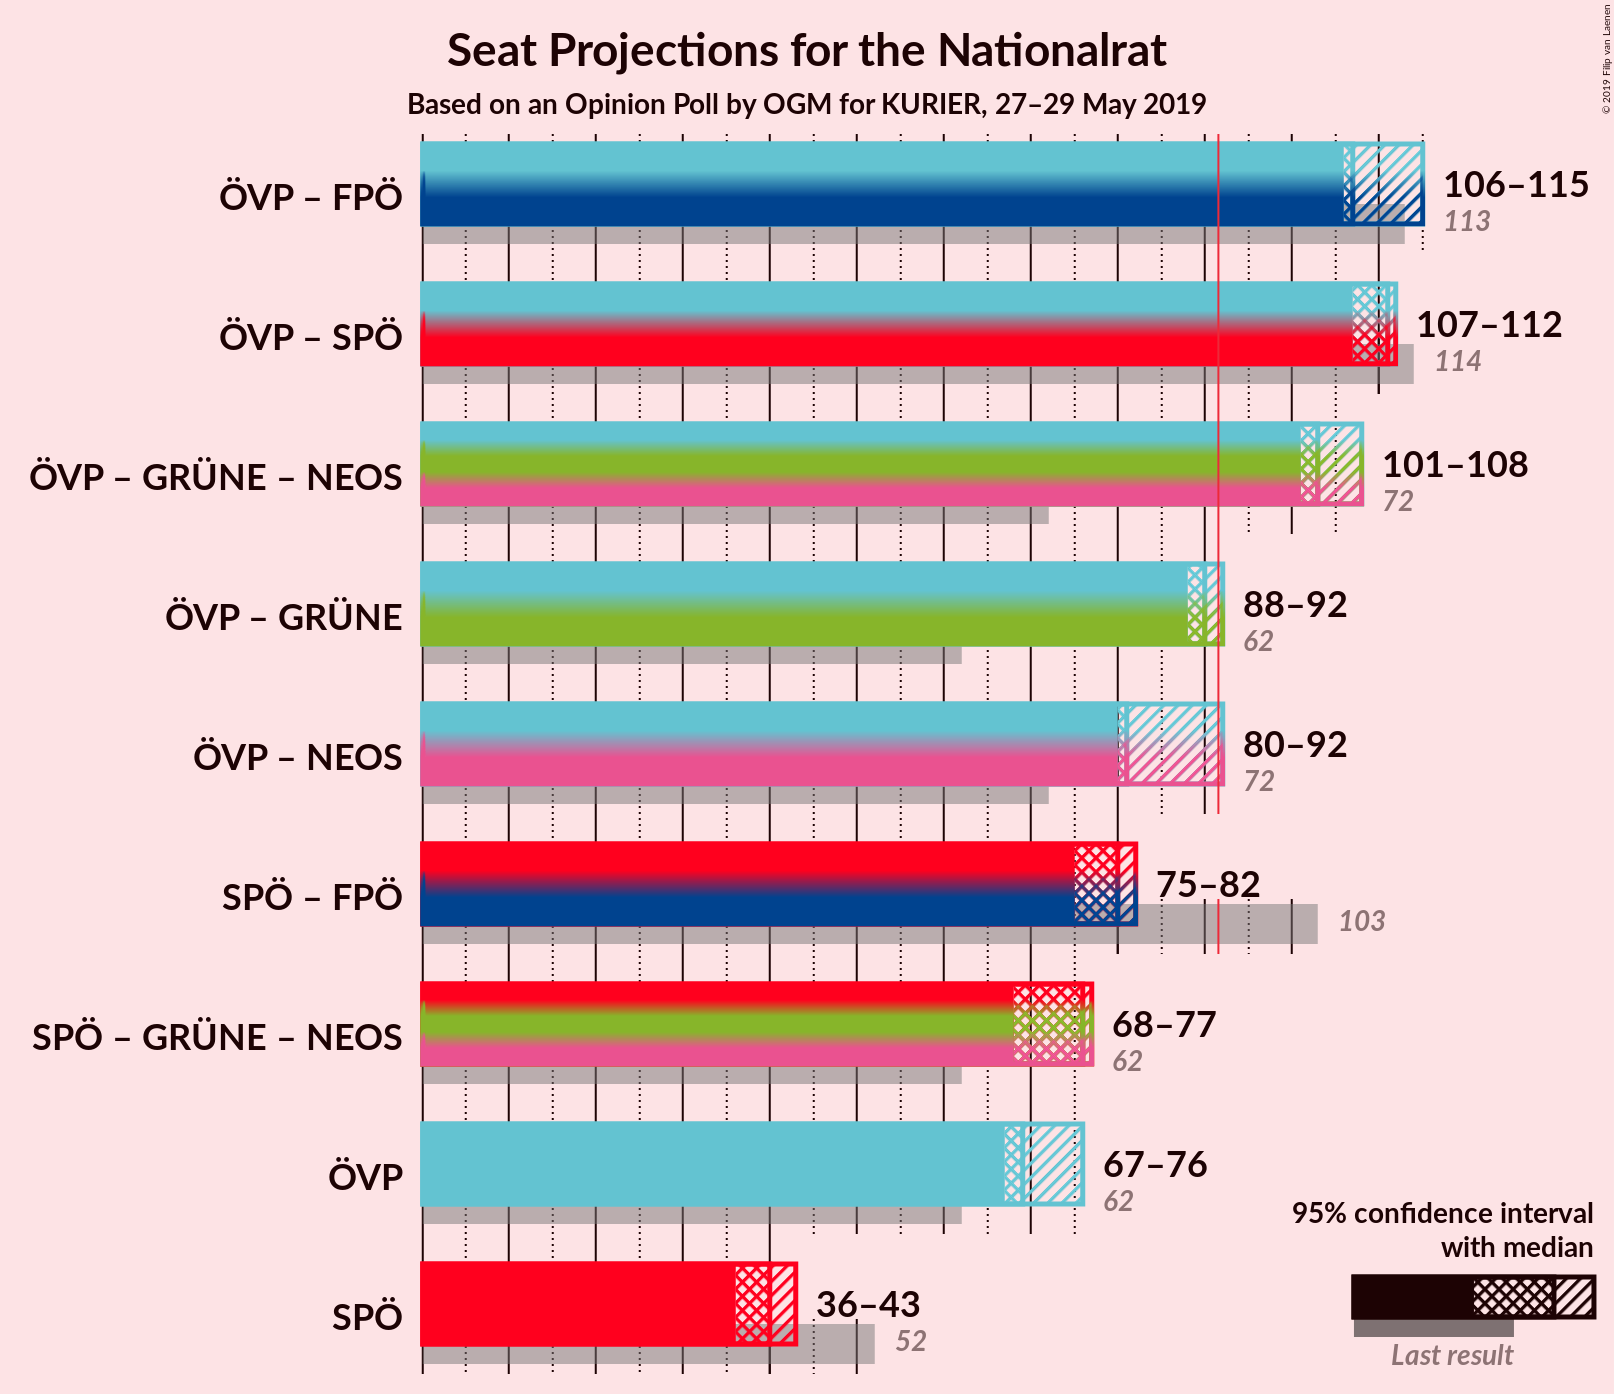 Seat Projections for the Nationalrat
Based on an Opinion Poll by OGM for KURIER, 27–29 May 2019
© 2019 Filip van Laenen
ÖVP – FPÖ
106–115
113
ÖVP – SPÖ
107–112
114
ÖVP – GRÜNE – NEOS
101–108
72
ÖVP – GRÜNE
88–92
62
ÖVP – NEOS
80–92
72
SPÖ – FPÖ
75–82
103
SPÖ – GRÜNE – NEOS
68–77
62
ÖVP
67–76
62
SPÖ
36–43
52
95% confidence interval
with median
Last result